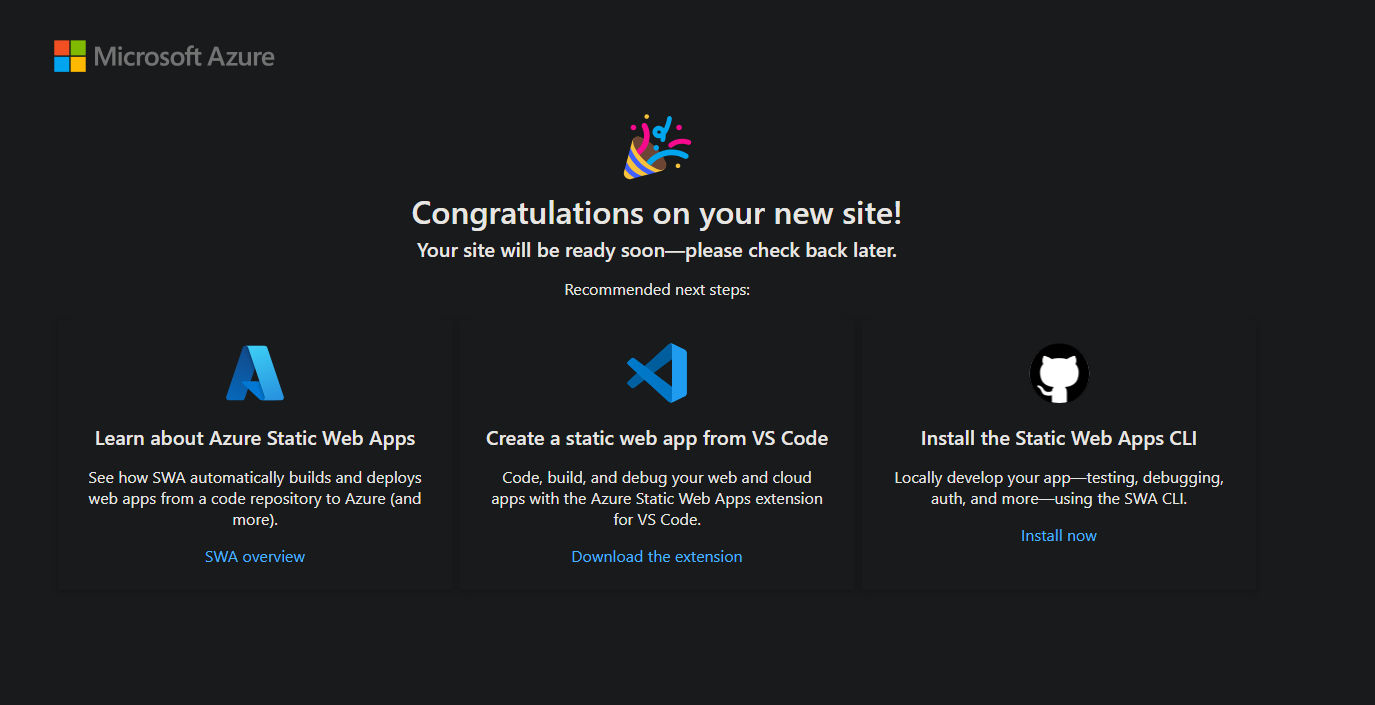 Microsoft Azure
Congratulations on your new site!
Your site will be ready soon—please check back later.
Recommended next steps:
Learn about Azure Static Web Apps
See how SWA automatically builds and deploys
web apps from a code repository to Azure (and
more).
SWA overview
Create a static web app from VS Code
Code, build, and debug your web and cloud
apps with the Azure Static Web Apps extension
for VS Code.
Download the extension
Install the Static Web Apps CLI
Locally develop your app—testing, debugging,
auth, and more—using the SWA CLI.
Install now